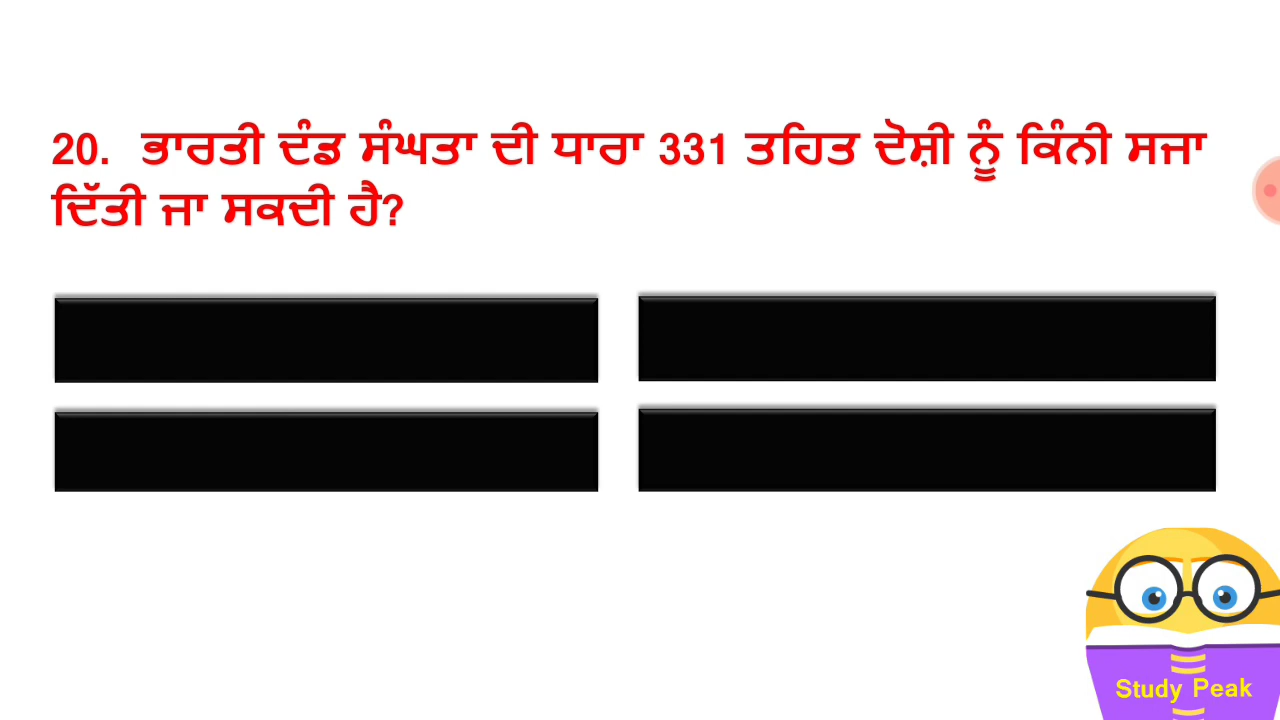 20. ਭਾਰਤੀ ਦੰਡ ਸੰਘਤਾ ਦੀ ਧਾਰਾ 331 ਤਹਿਤ ਦੋਸ਼ੀ ਨੂੰ ਕਿੰਨੀ ਸਜਾ
ਦਿੱਤੀ ਜਾ ਸਕਦੀ ਹੈ?
Study Peak